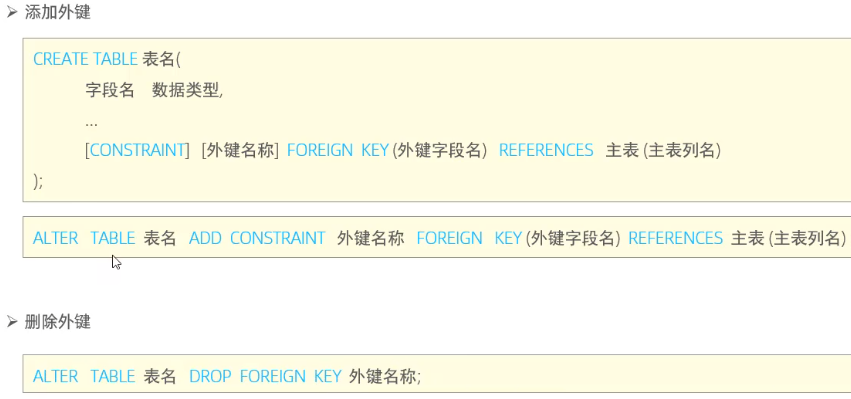 添加外键
CREATE TABLE 表名(
字段名 数据类型,
...
[CONSTRAINT] [外键名称] FOREIGN KEY (外键字段名) REFERENCES 主表 (主表列名)
);
ALTER TABLE 表名 ADD CONSTRAINT 外键名称 FOREIGN KEY (外键字段名) REFERENCES 主表 (主表列名)
删除外键
ALTER TABLE 表名 DROP FOREIGN KEY 外键名称;